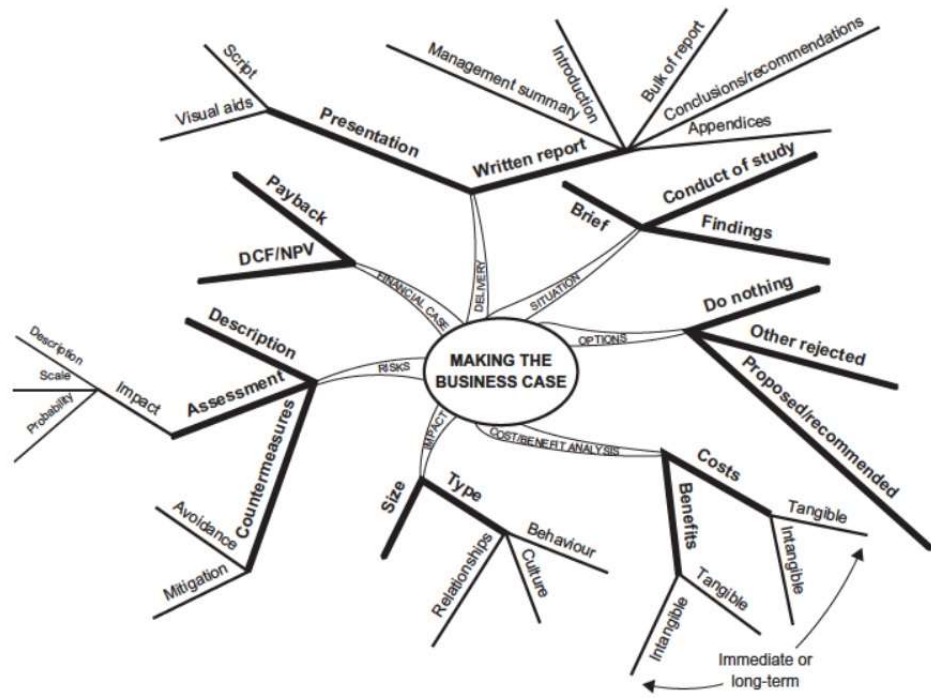 Script
Visual aids
Presentation
Management summary
Introduction
Bulk of report
Conclusions/recommendations
Appendices
Written report
DELIVERY
Payback
DCF/NPV
FINANCIAL CASE
Brief
Conduct of study
Findings
SITUATION
Do nothing
Other rejected
Proposed/recommended
OPTIONS
MAKING THE
BUSINESS CASE
Description
Assessment
Countermeasures
RISKS
Impact
Description
Scale
Probability
Avoidance
Mitigation
IMPACT
Size
Type
Relationships
Culture
Behaviour
COST/BENEFIT ANALYSIS
Costs
Benefits
Tangible
Intangible
Tangible
Intangible
Immediate or
long-term